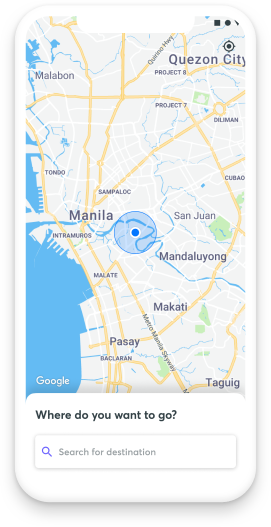 Quirino Hwy
Quezon City
PROJECT 8
Malabon
PROJECT 7
DILIMAN
TONDO
CUBAO
SAMPALOC
Manila
San Juan
INTRAMUROS
Mandaluyong
MALATE
Makati
Metro Manila Skyway
Pasay
BACLARAN
Google
Taguig
Where do you want to go?
Search for destination